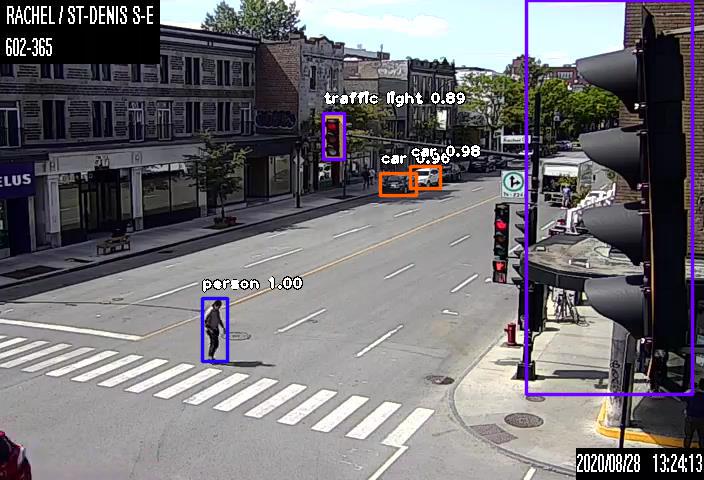 RACHEL / ST-DENIS S-E
602-365
traffic light 0.89
car 0.96
car 0.98
ELUS
person 1.00
2020/08/28 13:24:13